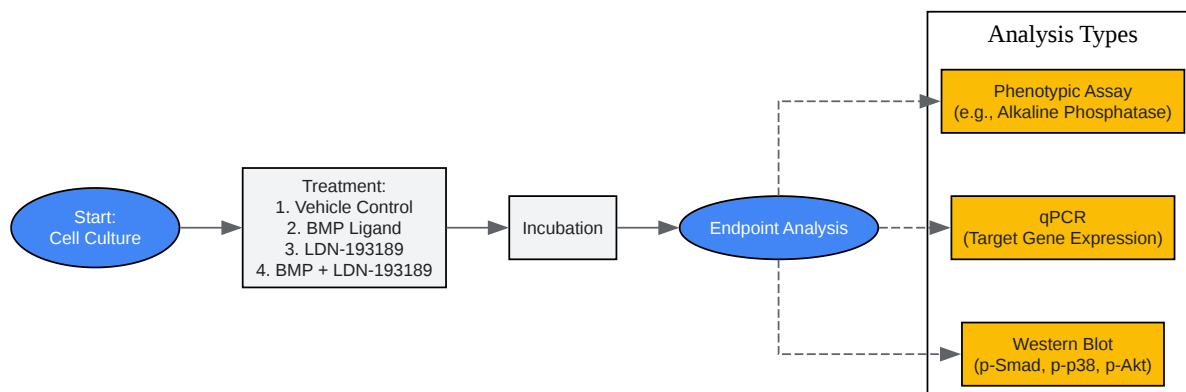 Start:
Cell Culture
Treatment:
1. Vehicle Control
2. BMP Ligand
3. LDN-193189
4. BMP + LDN-193189
Incubation
Endpoint Analysis
Analysis Types
Phenotypic Assay
(e.g., Alkaline Phosphatase)
qPCR
(Target Gene Expression)
Western Blot
(p-Smad, p-p38, p-Akt)